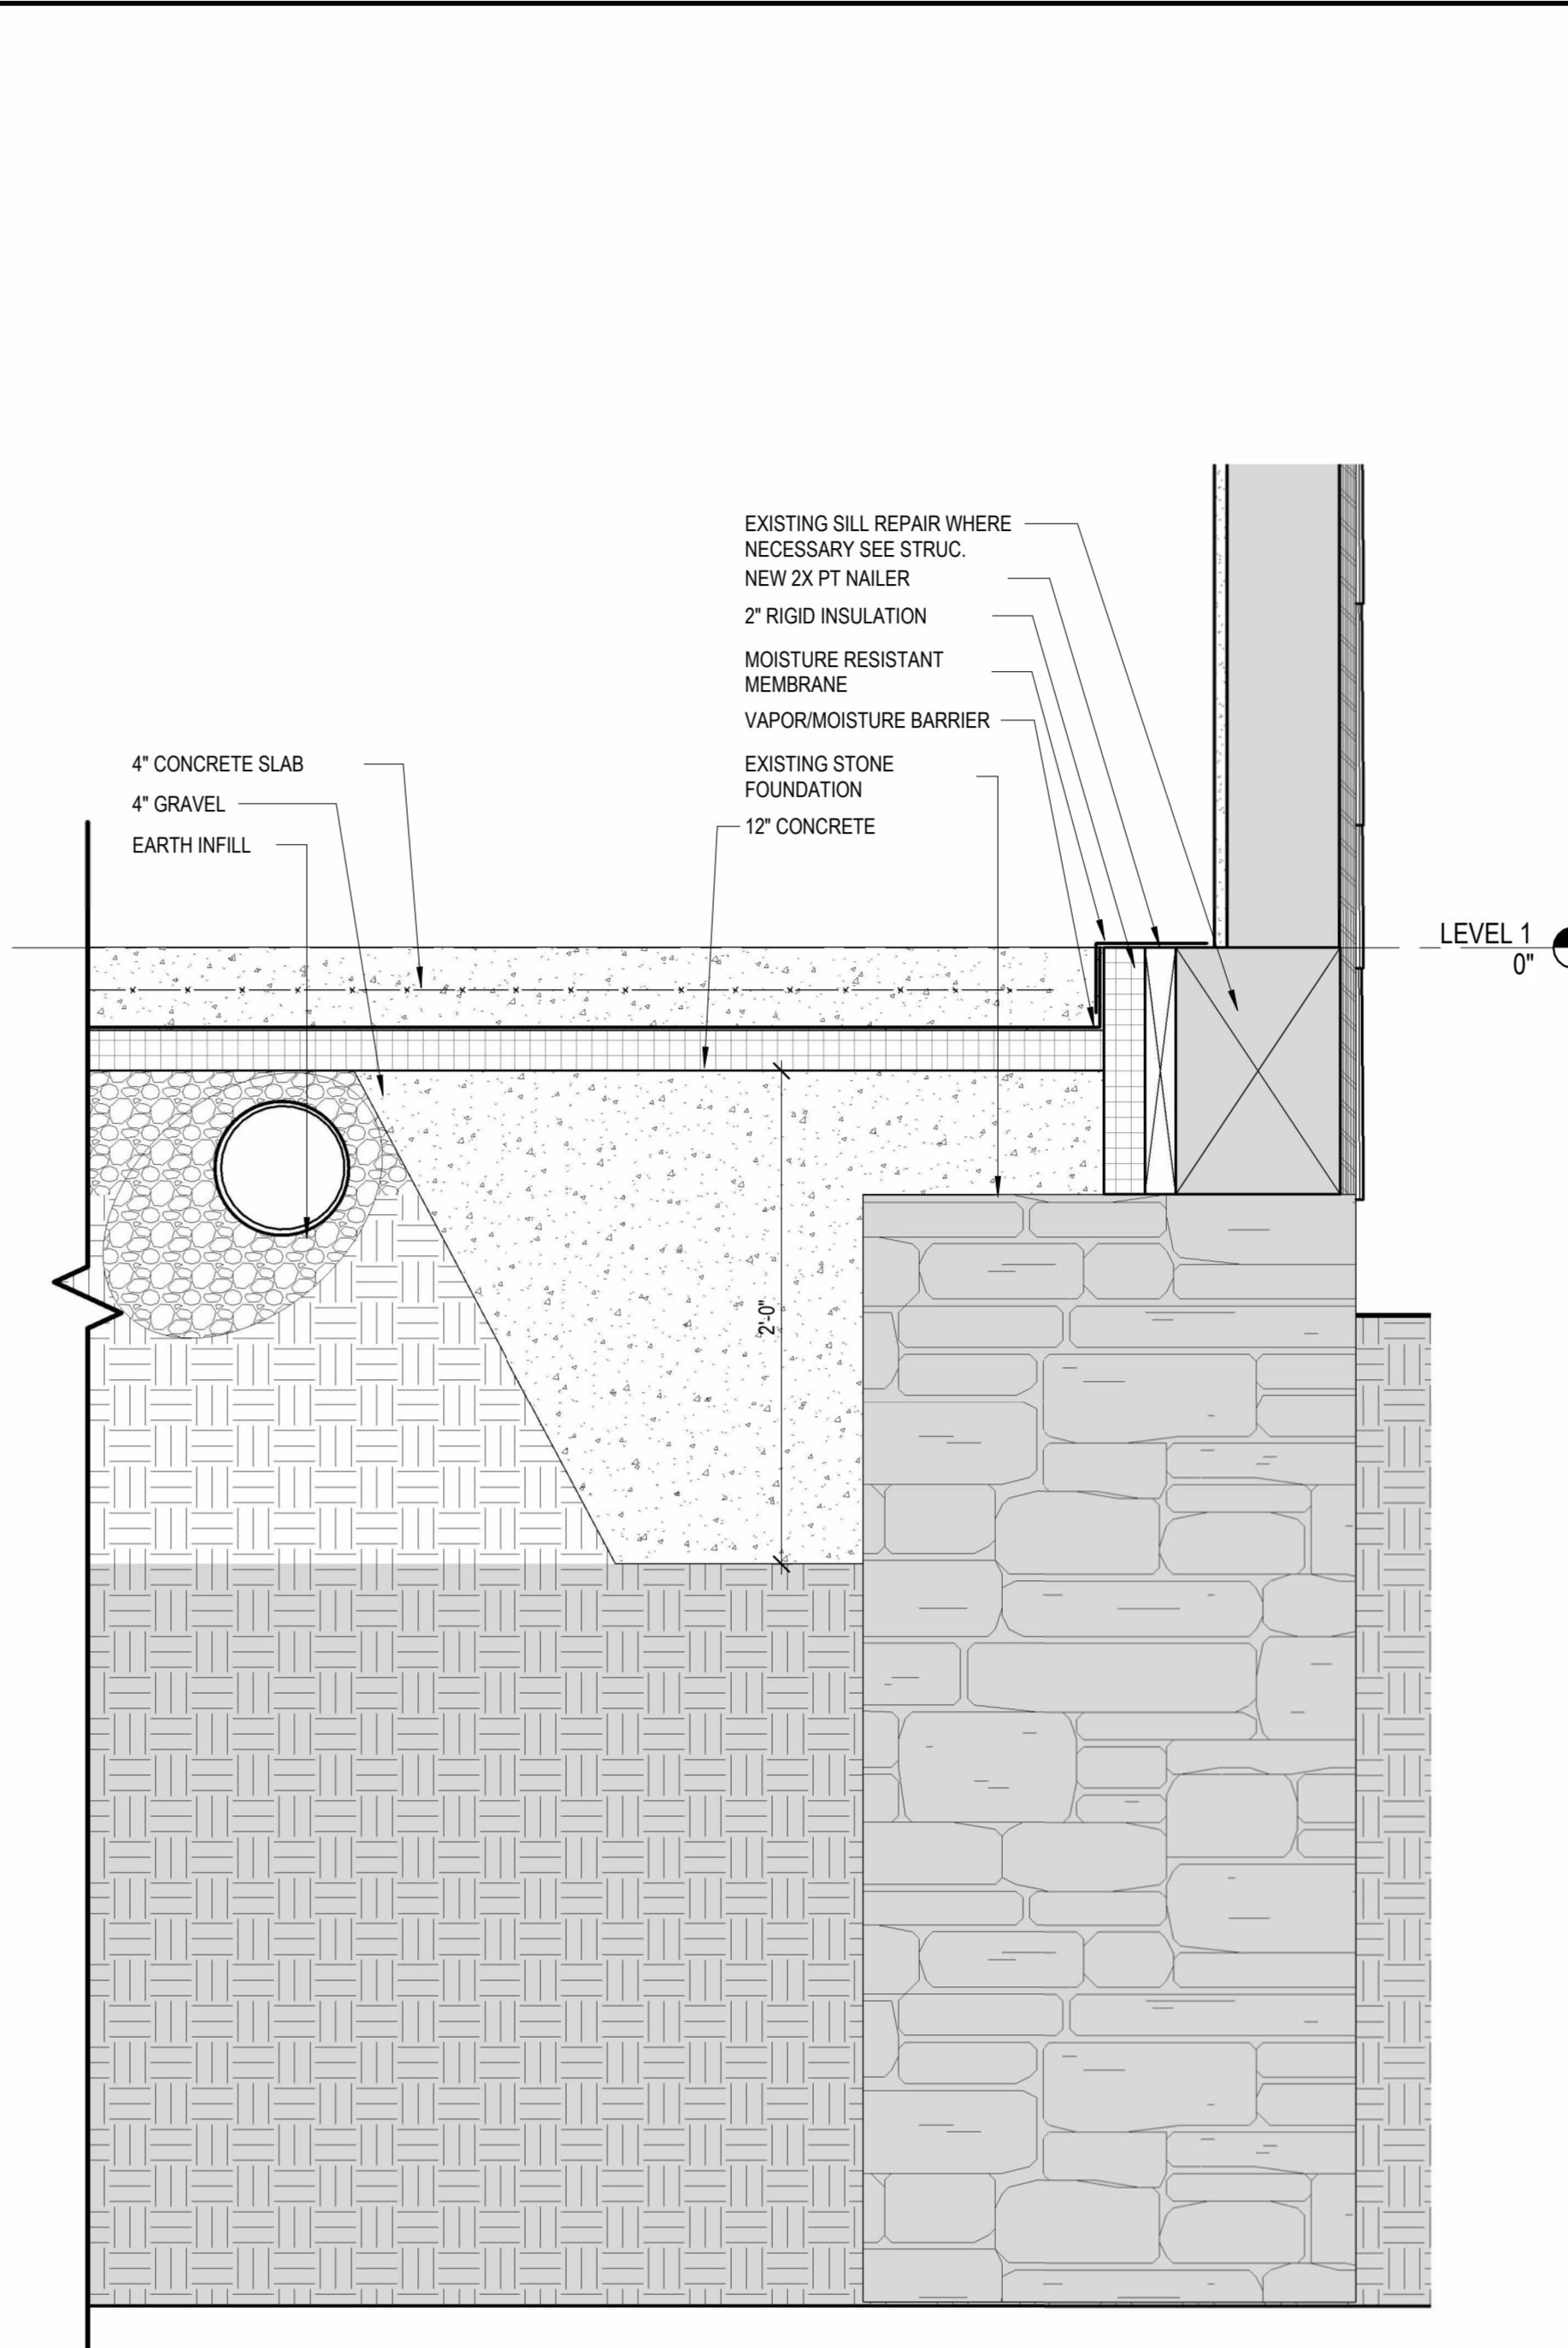 EXISTING SILL REPAIR WHERE
NECESSARY SEE STRUC.
NEW 2X PT NAILER
2" RIGID INSULATION
MOISTURE RESISTANT
MEMBRANE
VAPOR/MOISTURE BARRIER
EXISTING STONE
FOUNDATION
12" CONCRETE
4" CONCRETE SLAB
4" GRAVEL
EARTH INFILL
LEVEL 1
0"
2'-0"